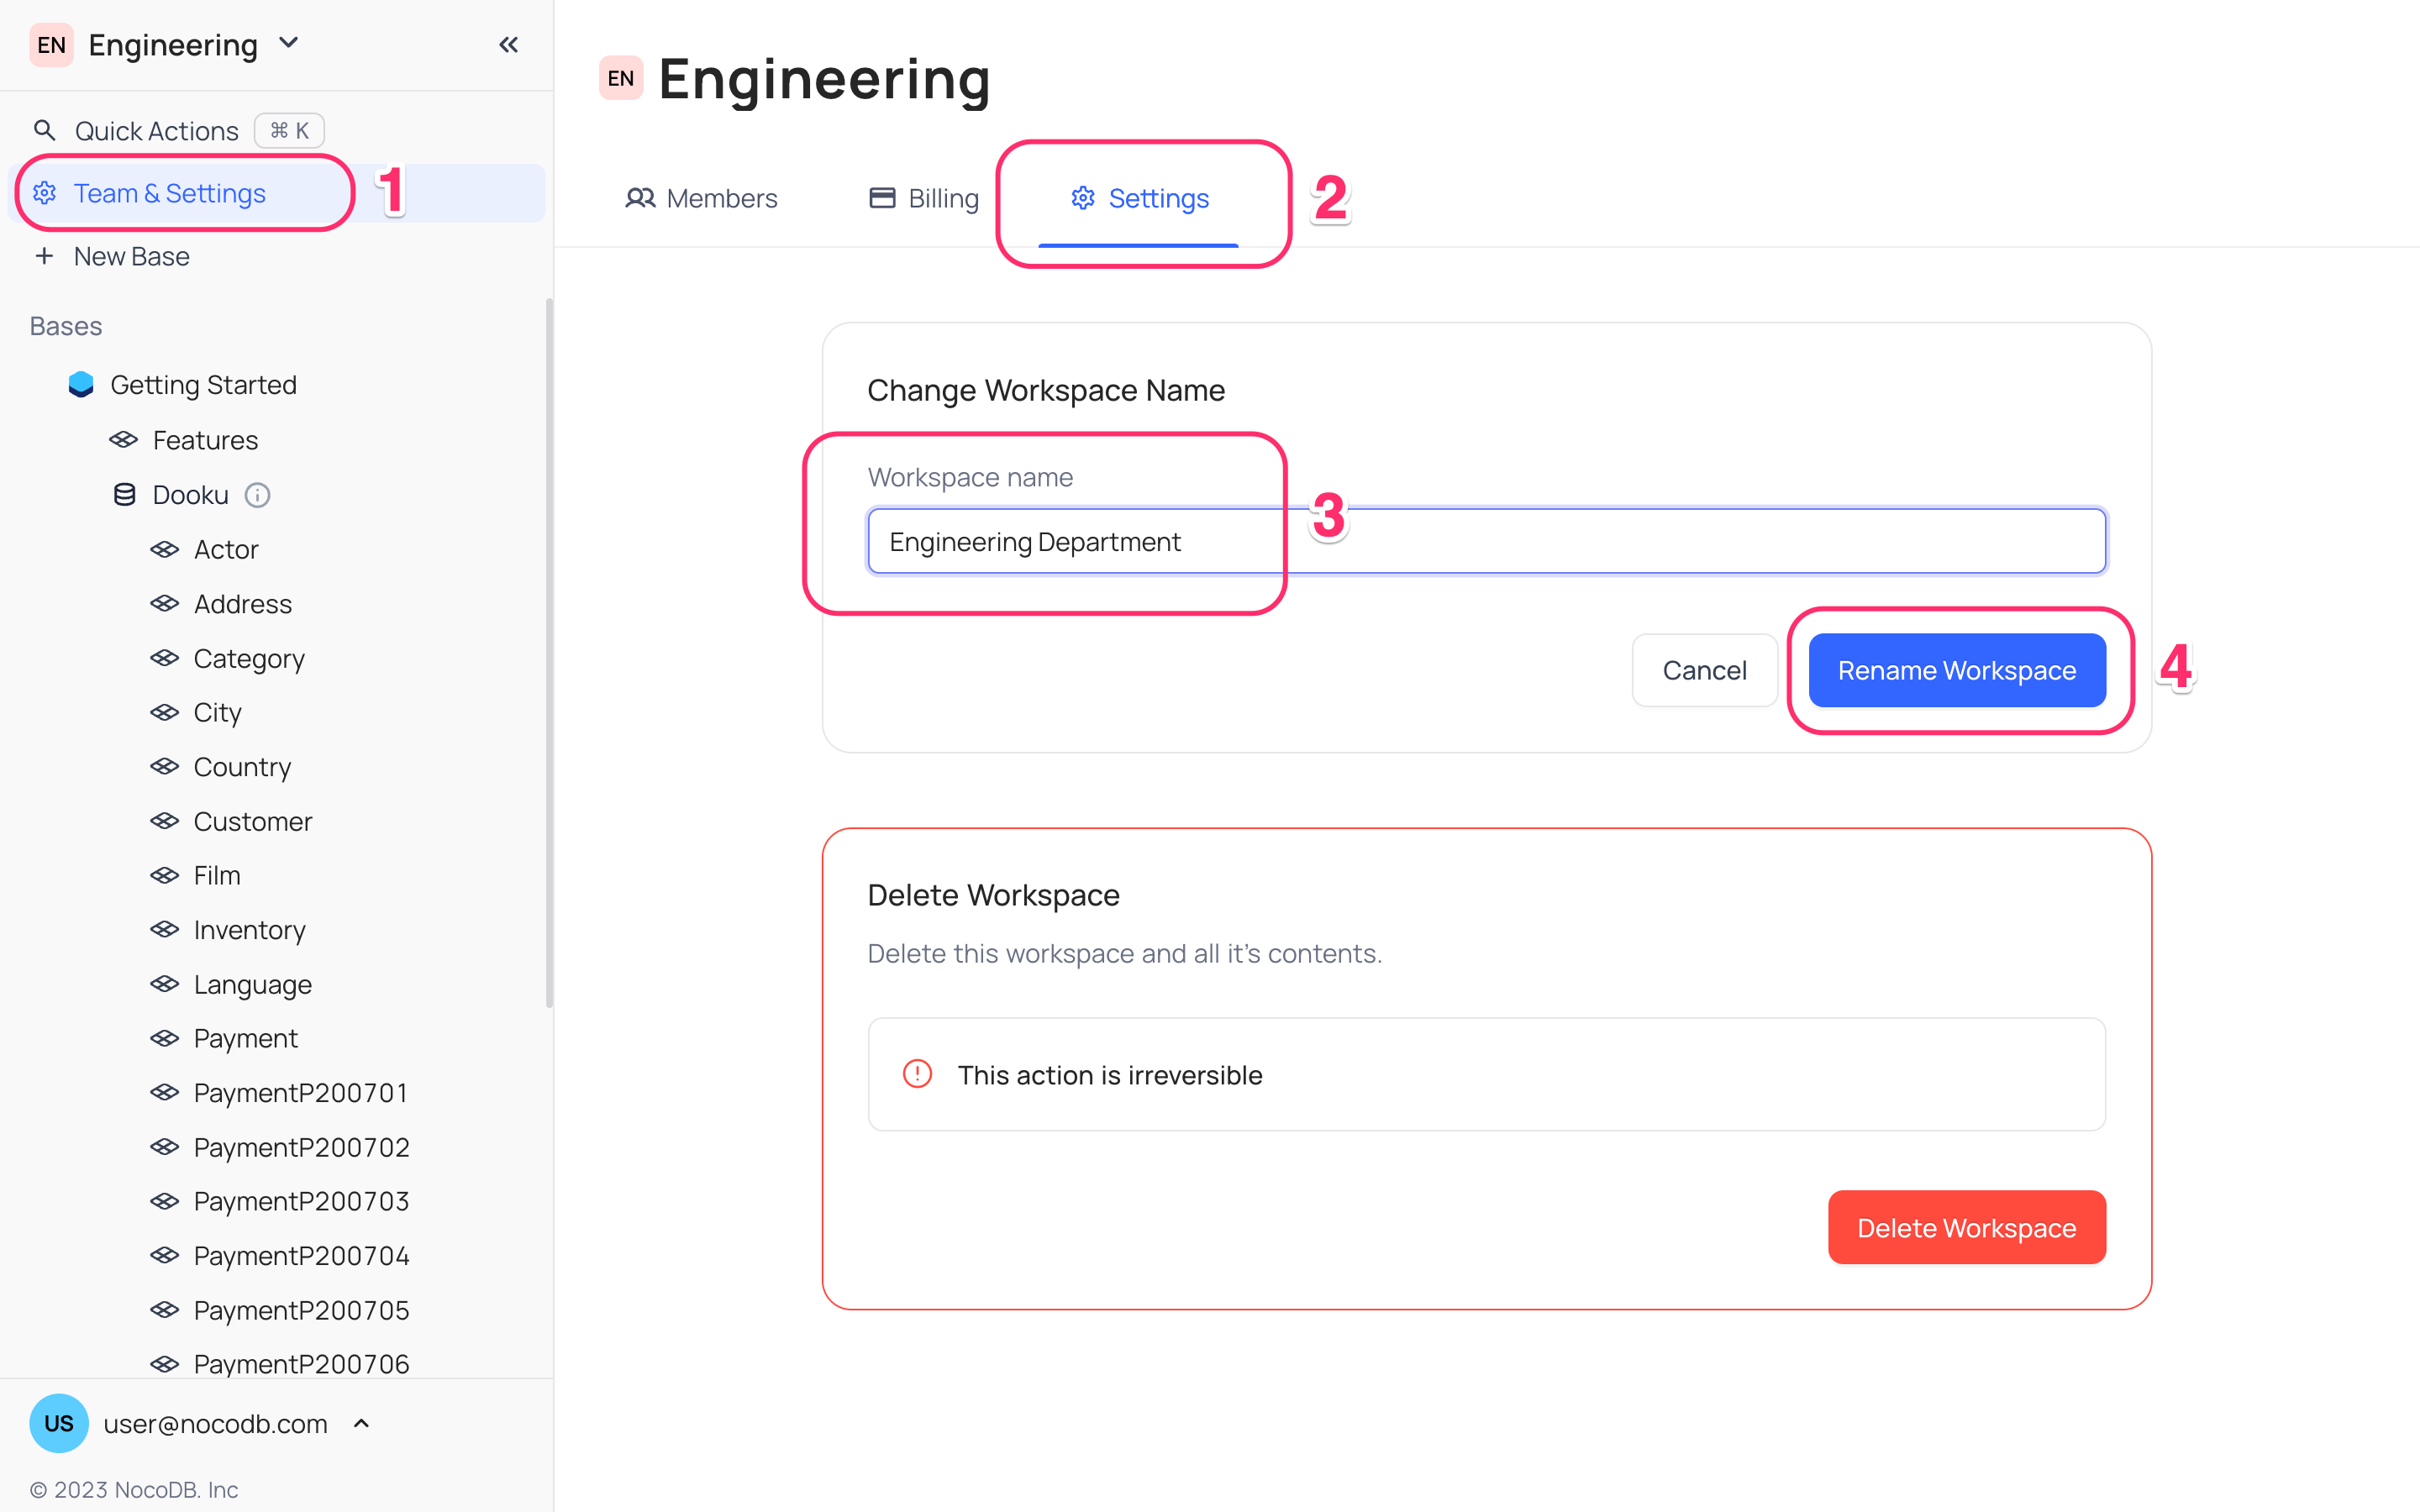 EN Engineering
Quick Actions ⌘ K
Team & Settings 1
New Base
Bases
Getting Started
Features
Dooku
Actor
Address
Category
City
Country
Customer
Film
Inventory
Language
Payment
PaymentP200701
PaymentP200702
PaymentP200703
PaymentP200704
PaymentP200705
PaymentP200706
US user@nocodb.com
© 2023 NocoDB. Inc
EN Engineering
Members Billing Settings 2
Change Workspace Name
Workspace name
Engineering Department 3
Cancel Rename Workspace 4
Delete Workspace
Delete this workspace and all it's contents.
This action is irreversible
Delete Workspace